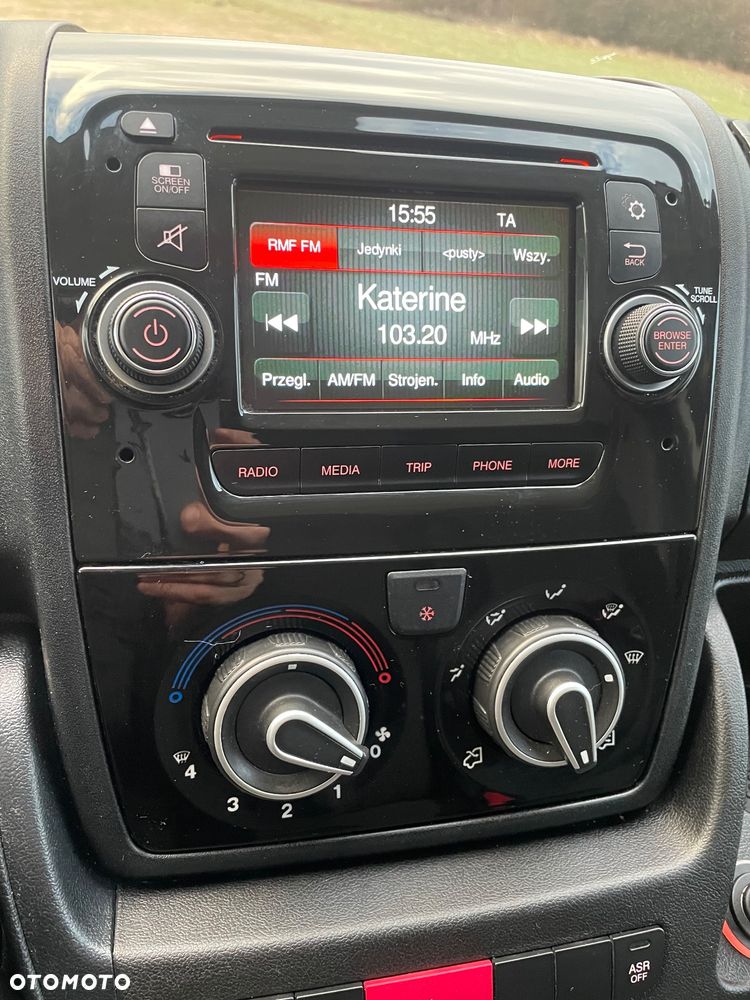 SCREEN
ON/OFF
VOLUME
15:55 TA
RMF FM Jedynki <pusty> Wszy.
FM
Katerine
103.20 MHz
Przegl. AM/FM Strojen. Info Audio
BACK
TUNE
SCROLL
BROWSE
ENTER
RADIO MEDIA TRIP PHONE MORE
0
1
2
3
4
ASR
OFF
OTOMOTO